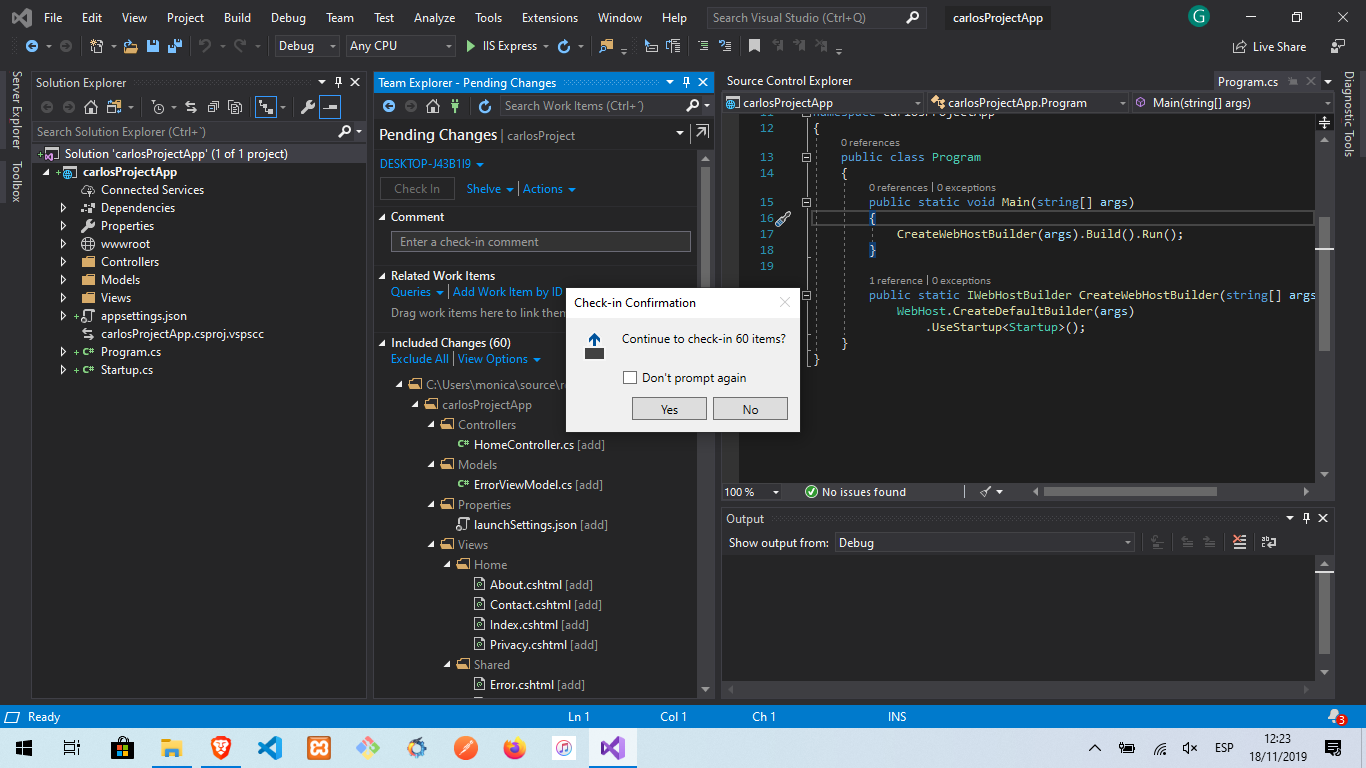 File Edit View Project Build Debug Team Test Analyze Tools Extensions Window Help Search Visual Studio (Ctrl+Q) carlosProjectApp G
Debug Any CPU IIS Express Live Share
Server Explorer
Toolbox
Solution Explorer
Search Solution Explorer (Ctrl+`)
Solution 'carlosProjectApp' (1 of 1 project)
carlosProjectApp
Connected Services
Dependencies
Properties
wwwroot
Controllers
Models
Views
appsettings.json
carlosProjectApp.csproj.vspscc
C# Program.cs
C# Startup.cs
Team Explorer - Pending Changes
Search Work Items (Ctrl+`)
Pending Changes | carlosProject
DESKTOP-J43B1I9
Check In Shelve Actions
Comment
Enter a check-in comment
Related Work Items
Queries Add Work Item by ID
Drag work items here to link them
Included Changes (60)
Exclude All View Options
C:\Users\monica\source\r
carlosProjectApp
Controllers
C# HomeController.cs [add]
Models
C# ErrorViewModel.cs [add]
Properties
launchSettings.json [add]
Views
Home
About.cshtml [add]
Contact.cshtml [add]
Index.cshtml [add]
Privacy.cshtml [add]
Shared
Error.cshtml [add]
Check-in Confirmation
Continue to check-in 60 items?
Don't prompt again
Yes No
Source Control Explorer Program.cs
carlosProjectApp carlosProjectApp.Program Main(string[] args)
11 namespace carlosProjectApp
12 {
0 references
13 public class Program
14 {
0 references | 0 exceptions
15 public static void Main(string[] args)
16 {
17 CreateWebHostBuilder(args).Build().Run();
18 }
19
1 reference | 0 exceptions
public static IWebHostBuilder CreateWebHostBuilder(string[] args
WebHost.CreateDefaultBuilder(args)
.UseStartup<Startup>();
}
}
100 % No issues found
Output
Show output from: Debug
Diagnostic Tools
Ready Ln 1 Col 1 Ch 1 INS 3
ESP 12:23
18/11/2019